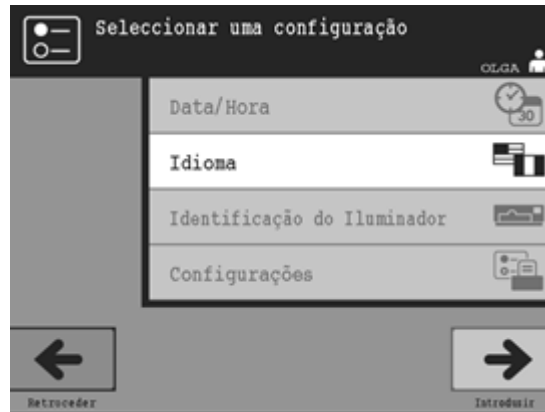 Seleccionar uma configuração
OLGA
Data/Hora
30
Idioma
Identificação do Iluminador
Configurações
Retroceder
Introduzir